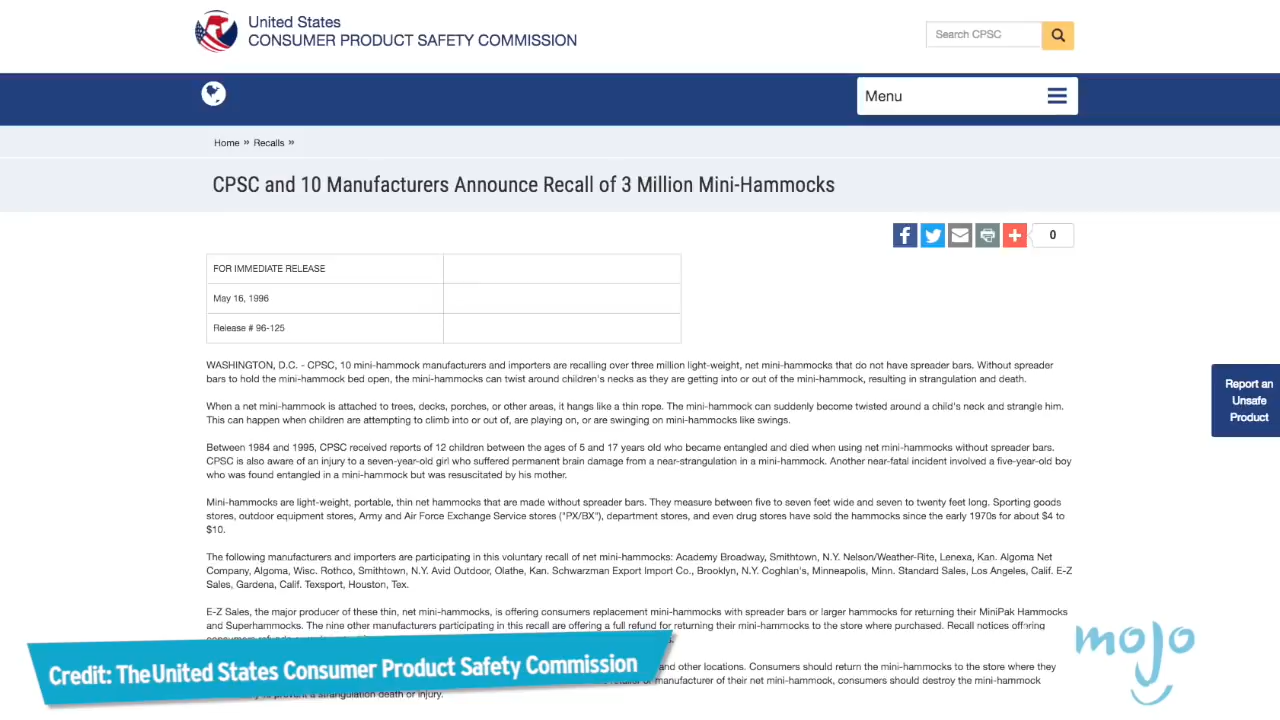 United States
CONSUMER PRODUCT SAFETY COMMISSION
Search CPSC
Menu
Home » Recalls »
CPSC and 10 Manufacturers Announce Recall of 3 Million Mini-Hammocks
0
FOR IMMEDIATE RELEASE
May 16, 1996
Release # 96-125
WASHINGTON, D.C. - CPSC, 10 mini-hammock manufacturers and importers are recalling over three million light-weight, net mini-hammocks that do not have spreader bars. Without spreader
bars to hold the mini-hammock bed open, the mini-hammocks can twist around children's necks as they are getting into or out of the mini-hammock, resulting in strangulation and death.
Report an
Unsafe
Product
When a net mini-hammock is attached to trees, decks, porches, or other areas, it hangs like a thin rope. The mini-hammock can suddenly become twisted around a child's neck and strangle him.
This can happen when children are attempting to climb into or out of, are playing on, or are swinging on mini-hammocks like swings.
Between 1984 and 1995, CPSC received reports of 12 children between the ages of 5 and 17 years old who became entangled and died when using net mini-hammocks without spreader bars.
CPSC is also aware of an injury to a seven-year-old girl who suffered permanent brain damage from a near-strangulation in a mini-hammock. Another near-fatal incident involved a five-year-old boy
who was found entangled in a mini-hammock but was resuscitated by his mother.
Mini-hammocks are light-weight, portable, thin net hammocks that are made without spreader bars. They measure between five to seven feet wide and seven to twenty feet long. Sporting goods
stores, outdoor equipment stores, Army and Air Force Exchange Service stores ("PX/BX"), department stores, and even drug stores have sold the hammocks since the early 1970s for about $4 to
$10.
The following manufacturers and importers are participating in this voluntary recall of net mini-hammocks: Academy Broadway, Smithtown, N.Y. Nelson/Weather-Rite, Lenexa, Kan. Algoma Net
Company, Algoma, Wisc. Rothco, Smithtown, N.Y. Avid Outdoor, Olathe, Kan. Schwarzman Export Import Co., Brooklyn, N.Y. Coghlan's, Minneapolis, Minn. Standard Sales, Los Angeles, Calif. E-Z
Sales, Gardena, Calif. Texsport, Houston, Tex.
E-Z Sales, the major producer of these thin, net mini-hammocks, is offering consumers replacement mini-hammocks with spreader bars or larger hammocks for returning their MiniPak Hammocks
and Superhammocks. The nine other manufacturers participating in this recall are offering a full refund for returning their mini-hammocks to the store where purchased. Recall notices offering
and other locations. Consumers should return the mini-hammocks to the store where they
manufacturer of their net mini-hammock, consumers should destroy the mini-hammock
prevent a strangulation death or injury.
Credit: The United States Consumer Product Safety Commission
mojo